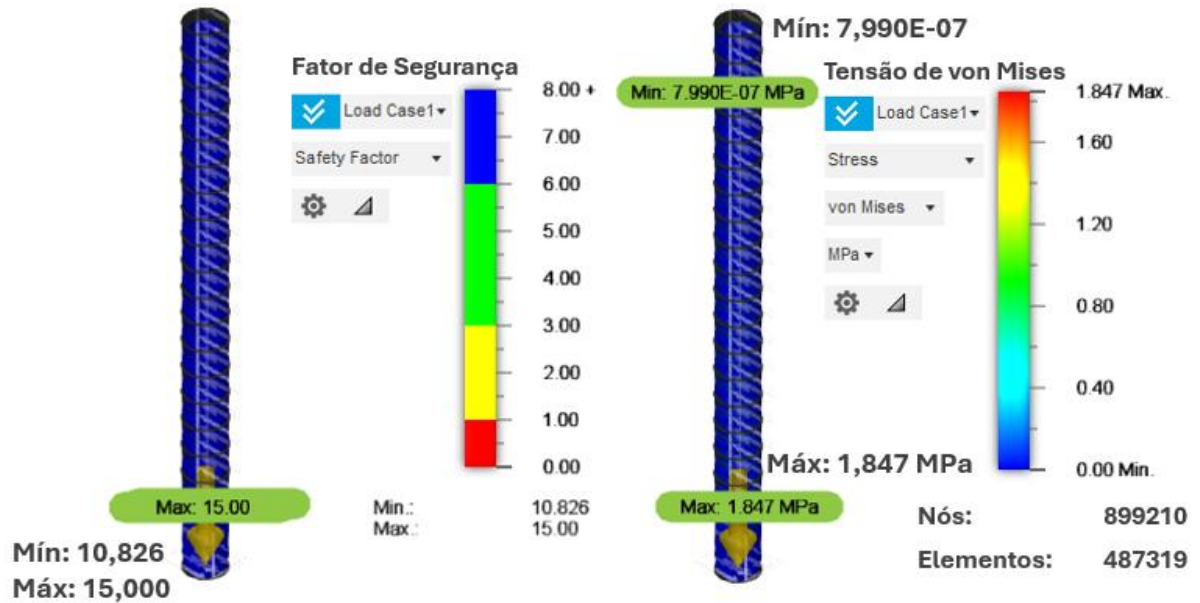 Fator de Segurança
Load Case1
Safety Factor
8.00 +
7.00
6.00
5.00
4.00
3.00
2.00
1.00
0.00
Max: 15.00
Min.: 10.826
Max.: 15.00
Mín: 10,826
Máx: 15,000
Mín: 7,990E-07
Tensão de von Mises
Min: 7.990E-07 MPa
Load Case1
Stress
von Mises
MPa
1.847 Max.
1.60
1.20
0.80
0.40
0.00 Min.
Máx: 1,847 MPa
Max: 1.847 MPa
Nós: 899210
Elementos: 487319